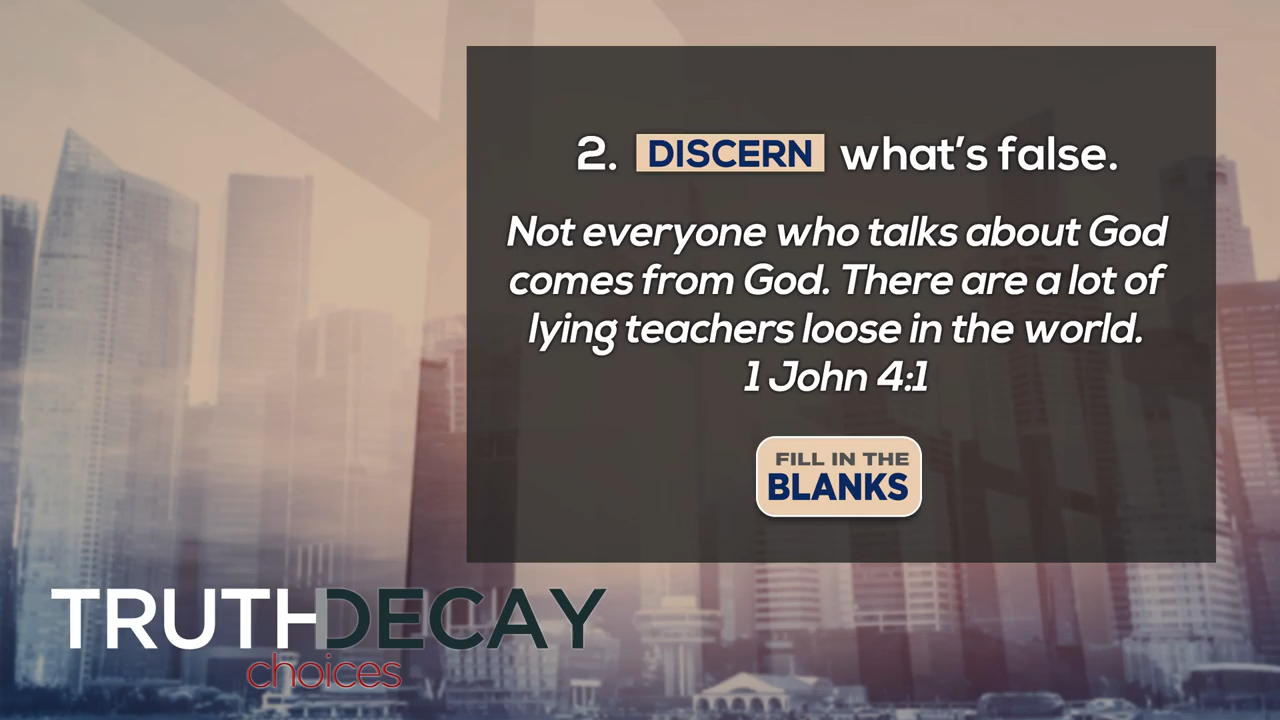 2. DISCERN what's false.
Not everyone who talks about God
comes from God. There are a lot of
lying teachers loose in the world.
1 John 4:1
FILL IN THE
BLANKS
TRUTHDECAY
choices